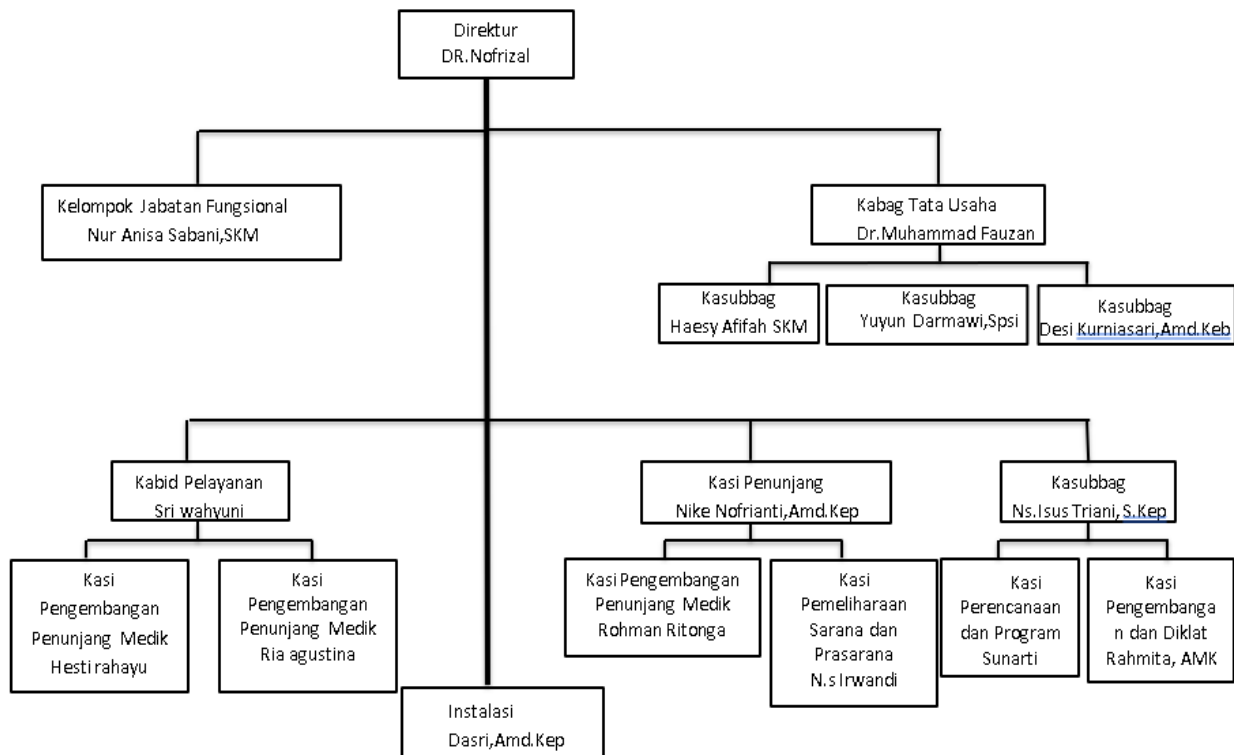 Direktur
DR.Nofrizal
Kelompok Jabatan Fungsional
Nur Anisa Sabani,SKM
Kabag Tata Usaha
Dr.Muhammad Fauzan
Kasubbag
Haesy Afifah SKM
Kasubbag
Yuyun Darmawi,Spsi
Kasubbag
Desi Kurniasari,Amd.Keb
Kabid Pelayanan
Sri wahyuni
Kasi Penunjang
Nike Nofrianti,Amd.Kep
Kasubbag
Ns.Isus Triani, S.Kep
Kasi
Pengembangan
Penunjang Medik
Hesti rahayu
Kasi
Pengembangan
Penunjang Medik
Ria agustina
Kasi Pengembangan
Penunjang Medik
Rohman Ritonga
Kasi
Pemeliharaan
Sarana dan
Prasarana
N.s Irwandi
Kasi
Perencanaan
dan Program
Sunarti
Kasi
Pengembanga
n dan Diklat
Rahmita, AMK
Instalasi
Dasri,Amd.Kep